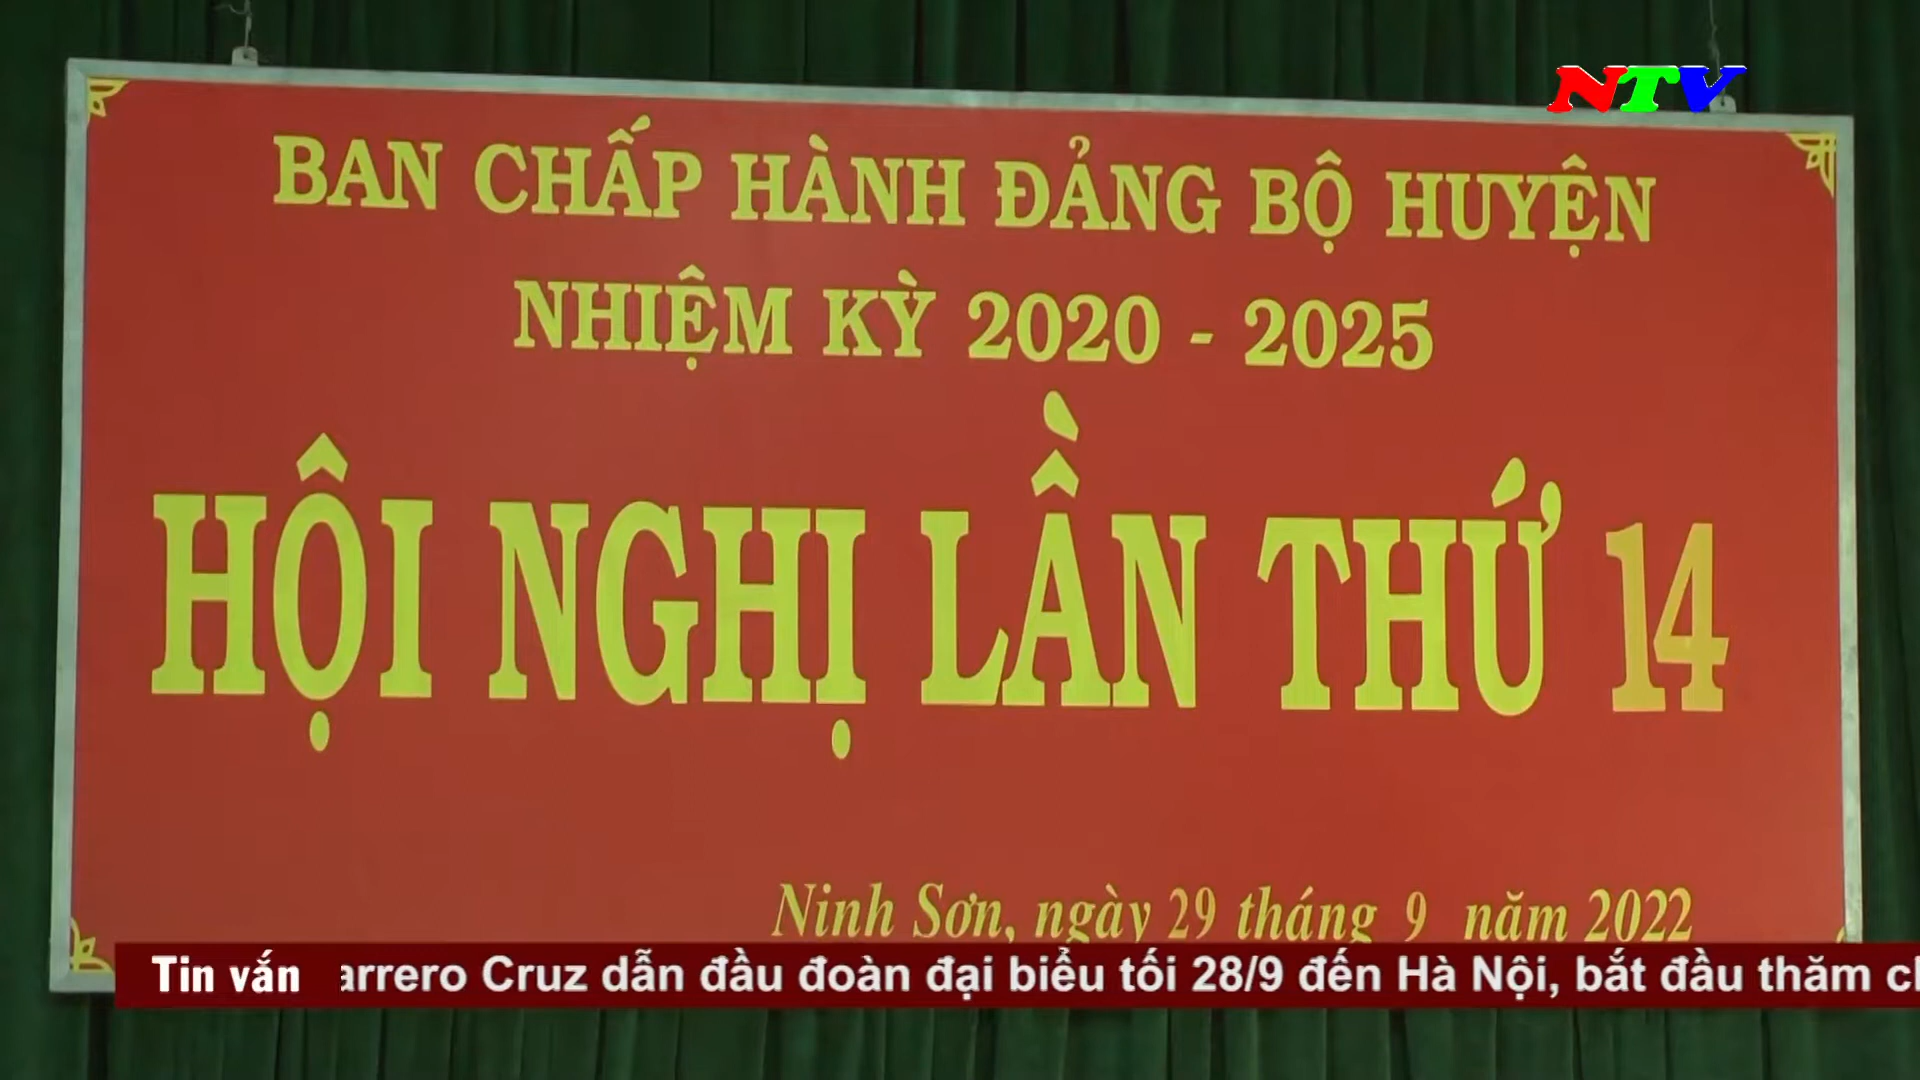 NTV
BAN CHẤP HÀNH ĐẢNG BỘ HUYỆN
NHIỆM KỲ 2020 - 2025
HỘI NGHỊ LẦN THỨ 14
Ninh Sơn, ngày 29 tháng 9 năm 2022
Tin vắn arrero Cruz dẫn đầu đoàn đại biểu tối 28/9 đến Hà Nội, bắt đầu thăm